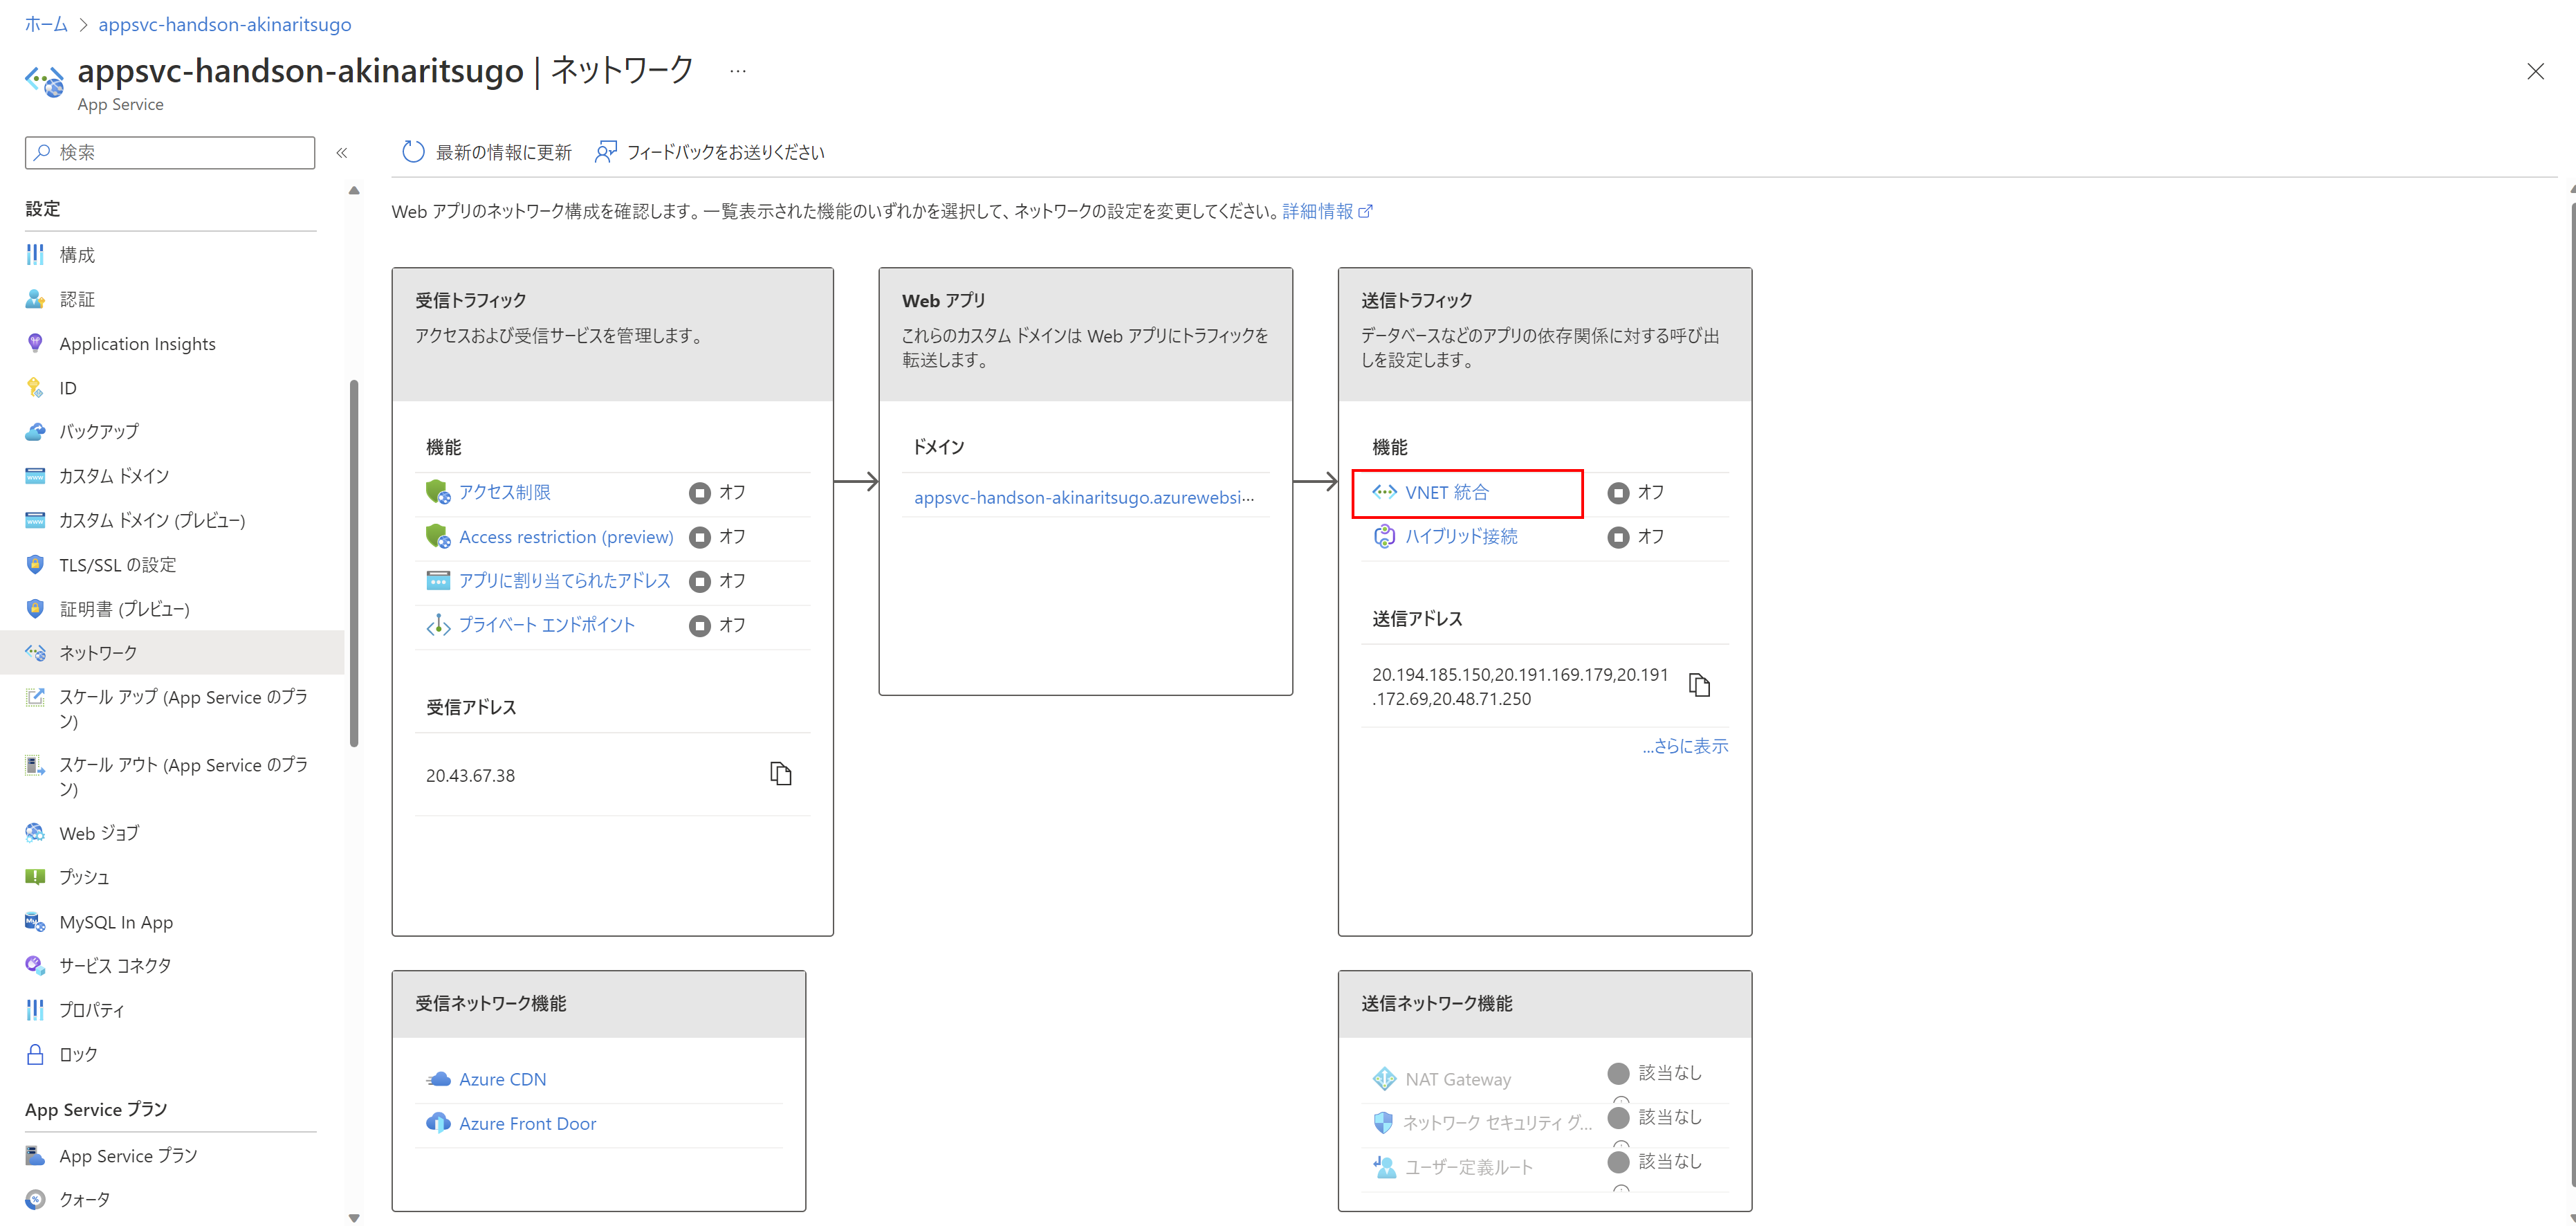 ホーム > appsvc-handson-akinaritsugo
appsvc-handson-akinaritsugo | ネットワーク ...
App Service
検索
«
最新の情報に更新
フィードバックをお送りください
設定
構成
認証
Application Insights
ID
バックアップ
カスタム ドメイン
カスタム ドメイン (プレビュー)
TLS/SSL の設定
証明書 (プレビュー)
ネットワーク
スケール アップ (App Service のプラ
ン)
スケール アウト (App Service のプラ
ン)
Web ジョブ
プッシュ
MySQL In App
サービス コネクタ
プロパティ
ロック
App Service プラン
App Service プラン
クォータ
Web アプリのネットワーク構成を確認します。一覧表示された機能のいずれかを選択して、ネットワークの設定を変更してください。詳細情報
受信トラフィック
アクセスおよび受信サービスを管理します。
機能
アクセス制限 オフ
Access restriction (preview) オフ
アプリに割り当てられたアドレス オフ
プライベート エンドポイント オフ
受信アドレス
20.43.67.38
Web アプリ
これらのカスタム ドメインは Web アプリにトラフィックを
転送します。
ドメイン
appsvc-handson-akinaritsugo.azurewebsi...
送信トラフィック
データベースなどのアプリの依存関係に対する呼び出
しを設定します。
機能
VNET 統合 オフ
ハイブリッド接続 オフ
送信アドレス
20.194.185.150,20.191.169.179,20.191
.172.69,20.48.71.250
...さらに表示
受信ネットワーク機能
Azure CDN
Azure Front Door
送信ネットワーク機能
NAT Gateway 該当なし
ネットワーク セキュリティ グ... 該当なし
ユーザー定義ルート 該当なし